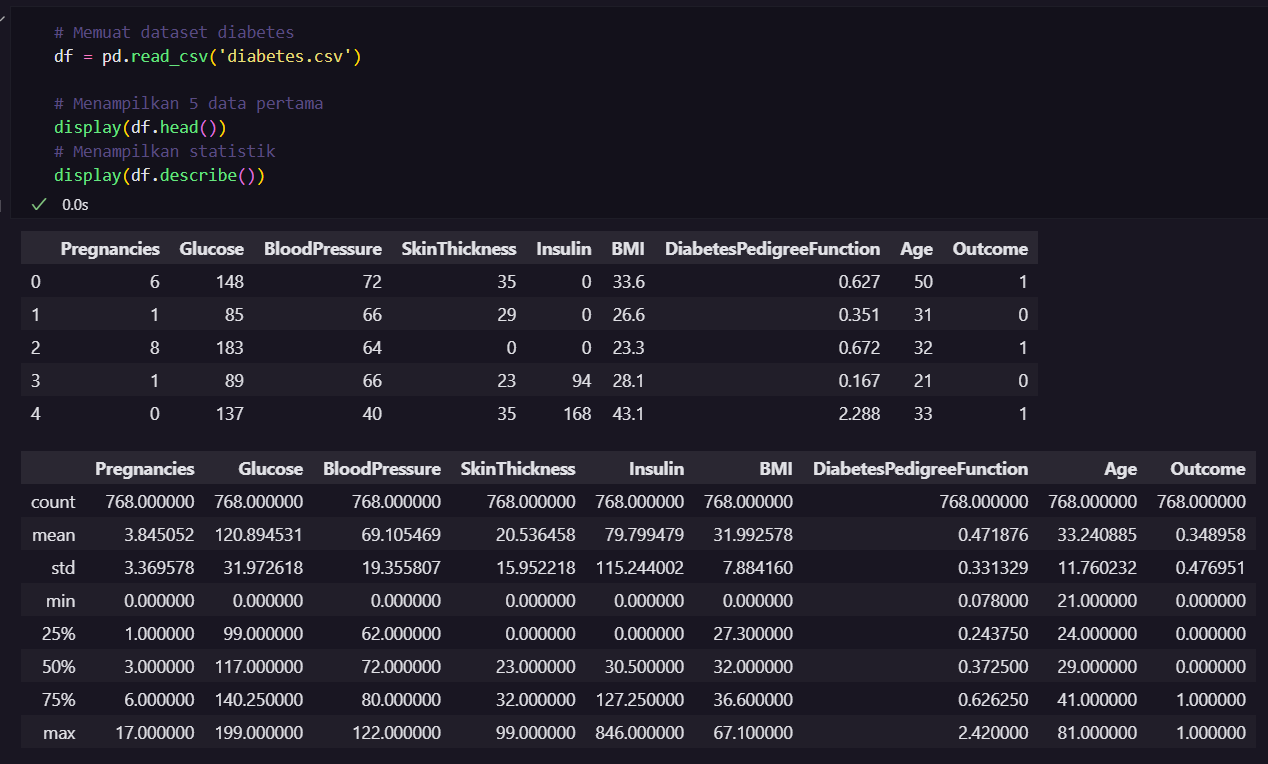 # Memuat dataset diabetes
df = pd.read_csv('diabetes.csv')
# Menampilkan 5 data pertama
display(df.head())
# Menampilkan statistik
display(df.describe())
0.0s
Pregnancies Glucose BloodPressure SkinThickness Insulin BMI DiabetesPedigreeFunction Age Outcome
0 6 148 72 35 0 33.6 0.627 50 1
1 1 85 66 29 0 26.6 0.351 31 0
2 8 183 64 0 0 23.3 0.672 32 1
3 1 89 66 23 94 28.1 0.167 21 0
4 0 137 40 35 168 43.1 2.288 33 1
Pregnancies Glucose BloodPressure SkinThickness Insulin BMI DiabetesPedigreeFunction Age Outcome
count 768.000000 768.000000 768.000000 768.000000 768.000000 768.000000 768.000000 768.000000 768.000000
mean 3.845052 120.894531 69.105469 20.536458 79.799479 31.992578 0.471876 33.240885 0.348958
std 3.369578 31.972618 19.355807 15.952218 115.244002 7.884160 0.331329 11.760232 0.476951
min 0.000000 0.000000 0.000000 0.000000 0.000000 0.000000 0.078000 21.000000 0.000000
25% 1.000000 99.000000 62.000000 0.000000 0.000000 27.300000 0.243750 24.000000 0.000000
50% 3.000000 117.000000 72.000000 23.000000 30.500000 32.000000 0.372500 29.000000 0.000000
75% 6.000000 140.250000 80.000000 32.000000 127.250000 36.600000 0.626250 41.000000 1.000000
max 17.000000 199.000000 122.000000 99.000000 846.000000 67.100000 2.420000 81.000000 1.000000